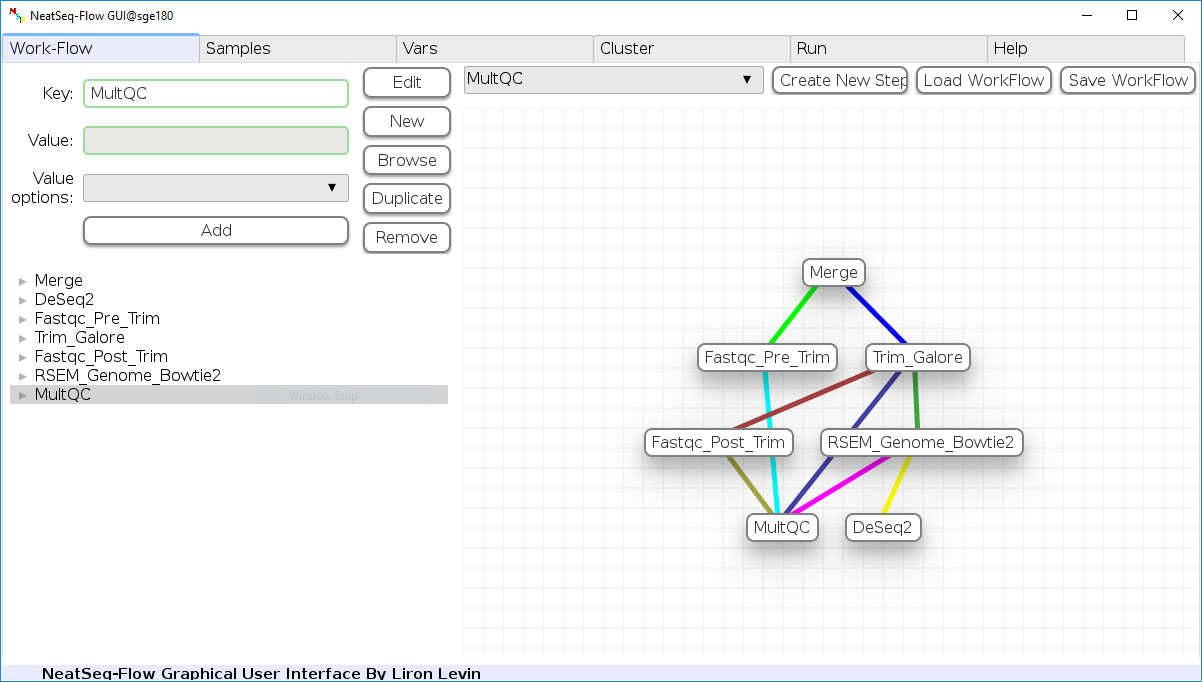 NeatSeq-Flow GUI@sge180
Work-Flow Samples Vars Cluster Run Help
Key: MultQC Edit
MultQC Create New Step Load WorkFlow Save WorkFlow
New
Value:
Browse
Value
options:
Duplicate
Add Remove
Merge
DeSeq2
Fastqc_Pre_Trim
Trim_Galore
Fastqc_Post_Trim
RSEM_Genome_Bowtie2
MultQC Window Snip
Merge
Fastqc_Pre_Trim Trim_Galore
Fastqc_Post_Trim RSEM_Genome_Bowtie2
MultQC DeSeq2
NeatSeq-Flow Graphical User Interface By Liron Levin